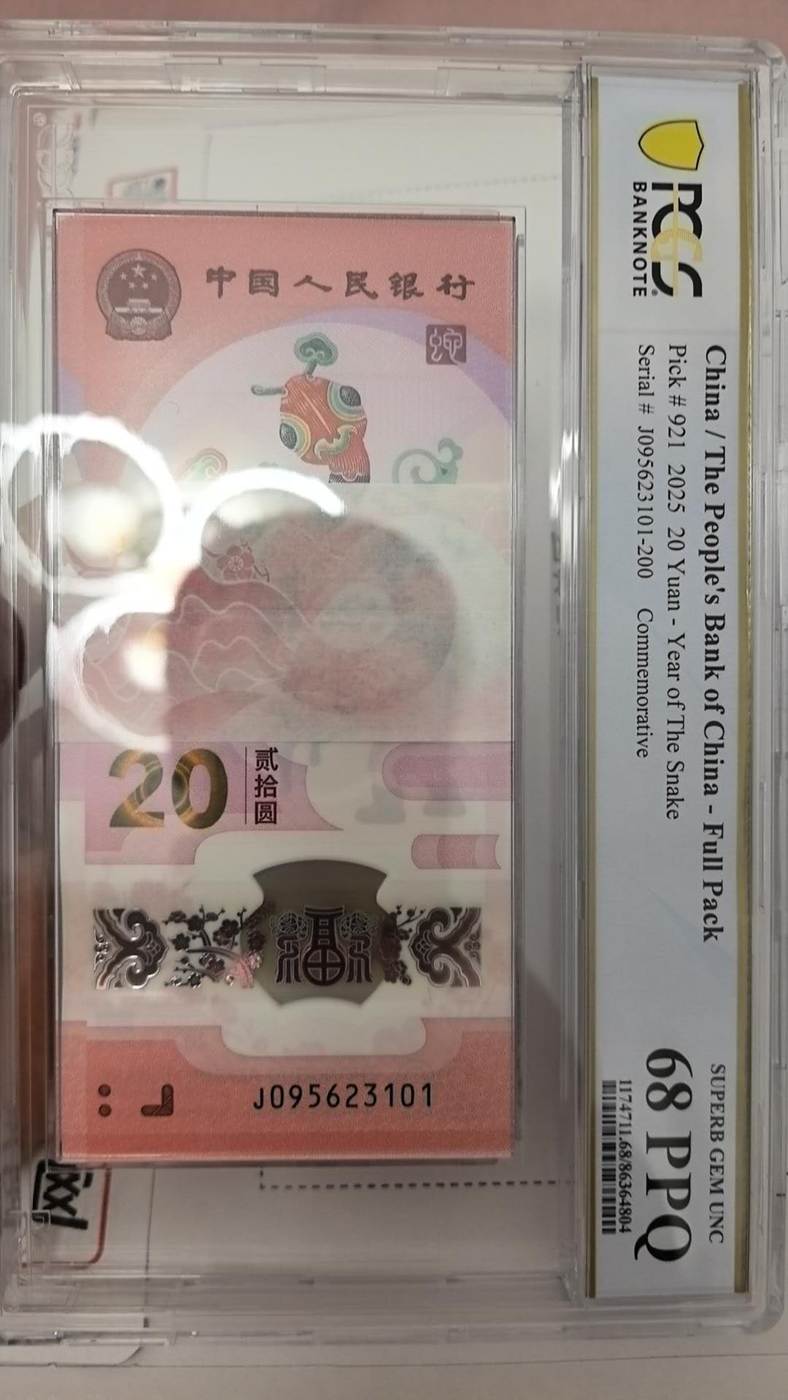 PCGS
BANKNOTE
China / The People's Bank of China - Full Pack
Pick # 921 2025 20 Yuan - Year of The Snake
Serial # J095623101-200 Commemorative
SUPERB GEM UNC
68 PPQ
1174711.68/86364804
中国人民银行
20
贰拾圆
J095623101